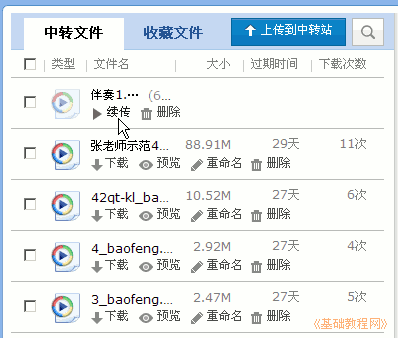 中转文件 收藏文件 上传到中转站
类型 文件名 大小 过期时间 下载次数
伴奏1.… (6...
续传 删除
张老师示范4... 88.91M 29天 11次
下载 预览 重命名 删除
42qt-kl_ba... 10.52M 27天 6次
下载 预览 重命名 删除
4_baofeng.... 2.92M 27天 4次
下载 预览 重命名 删除
3_baofeng.... 2.47M 27天 5次
下载 预览 重命名 删除
《基础教程网》